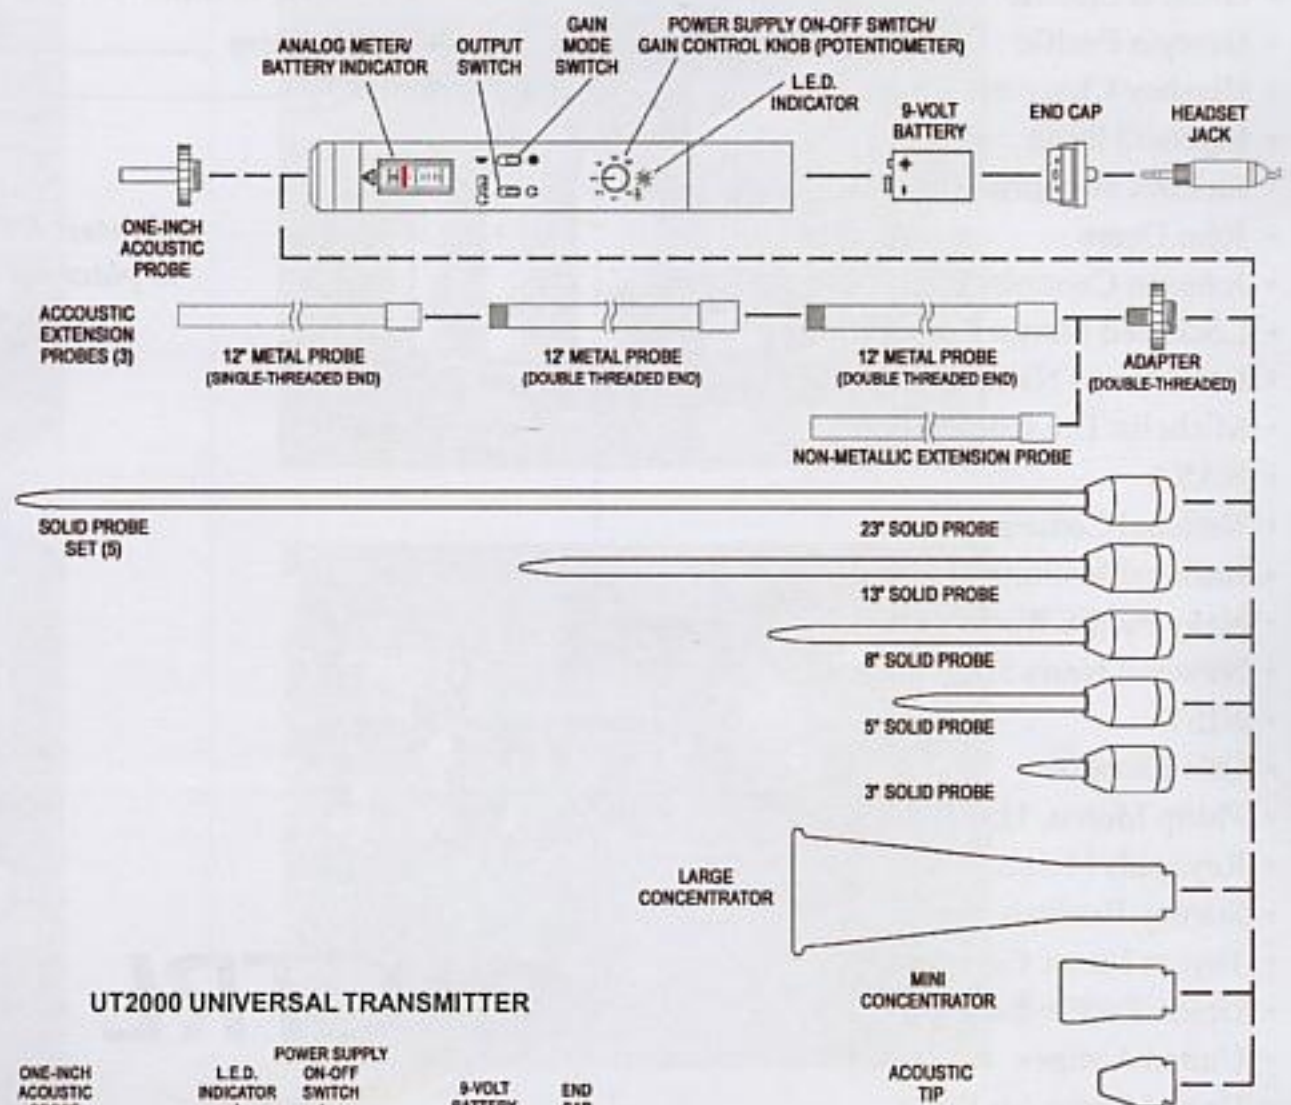 GAIN
MODE
SWITCH
POWER SUPPLY ON-OFF SWITCH/
GAIN CONTROL KNOB (POTENTIOMETER)
ANALOG METER/
BATTERY INDICATOR
OUTPUT
SWITCH
L.E.D.
INDICATOR
9-VOLT
BATTERY
END CAP
HEADSET
JACK
ONE-INCH
ACOUSTIC
PROBE
ACCOUSTIC
EXTENSION
PROBES (3)
12" METAL PROBE
(SINGLE-THREADED END)
12" METAL PROBE
(DOUBLE THREADED END)
12" METAL PROBE
(DOUBLE THREADED END)
ADAPTER
(DOUBLE-THREADED)
NON-METALLIC EXTENSION PROBE
SOLID PROBE
SET (5)
23" SOLID PROBE
13" SOLID PROBE
8" SOLID PROBE
5" SOLID PROBE
3" SOLID PROBE
LARGE
CONCENTRATOR
MINI
CONCENTRATOR
ACOUSTIC
TIP
UT2000 UNIVERSAL TRANSMITTER
ONE-INCH
ACOUSTIC
L.E.D.
INDICATOR
POWER SUPPLY
ON-OFF
SWITCH
9-VOLT
BATTERY
END